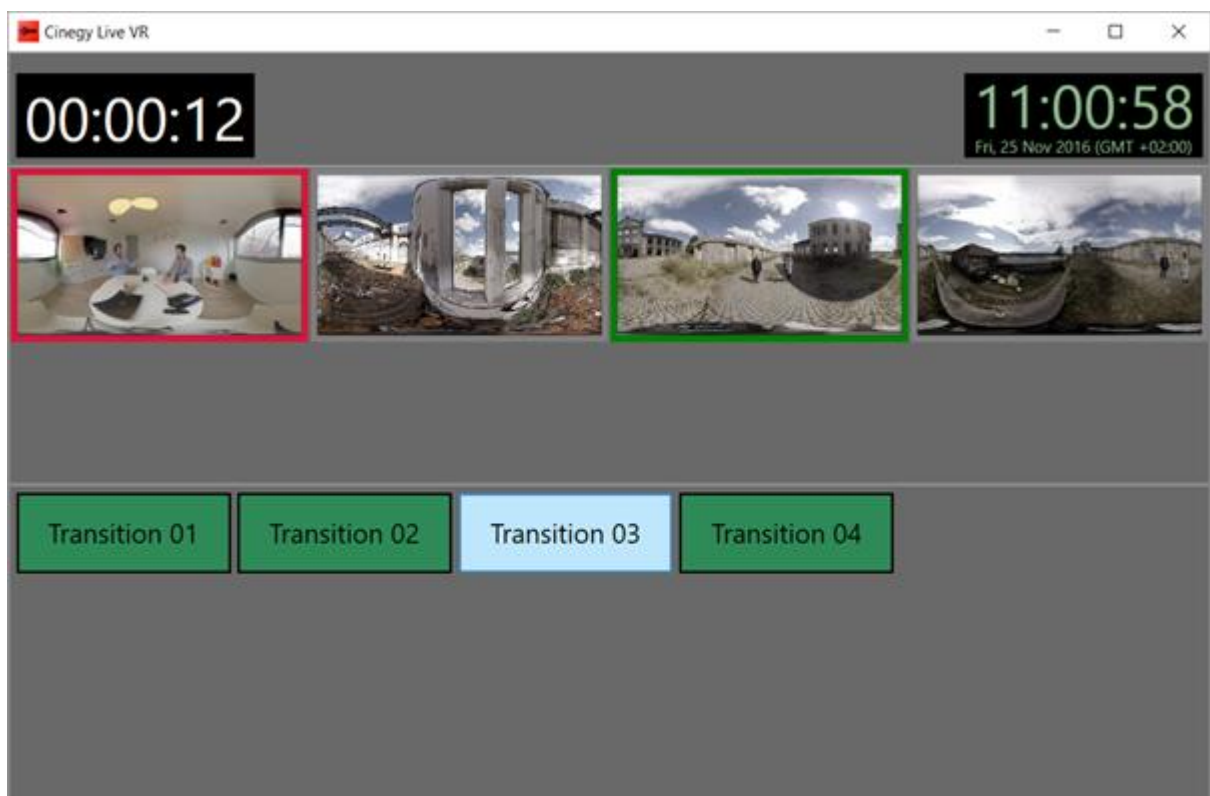 Cinegy Live VR
00:00:12
11:00:58
Fri, 25 Nov 2016 (GMT +02:00)
Transition 01
Transition 02
Transition 03
Transition 04